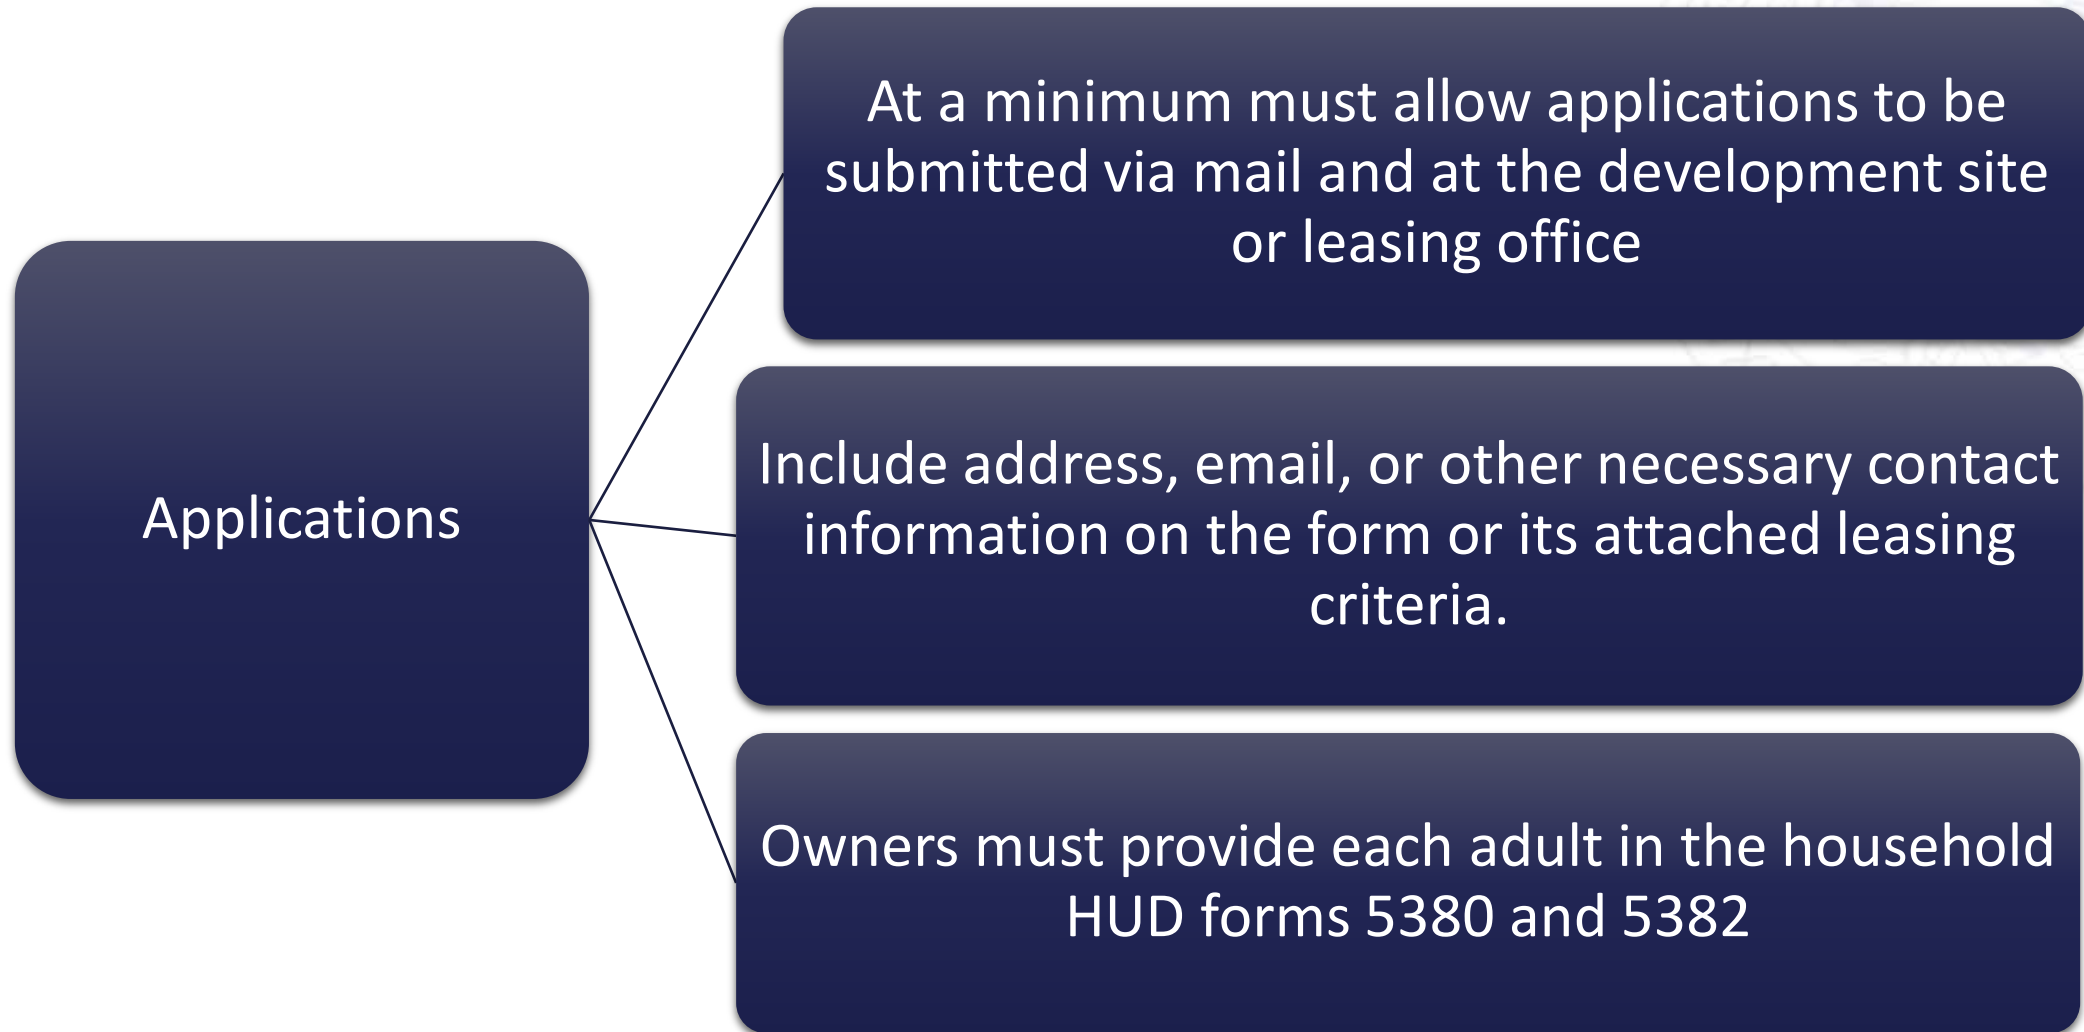 Applications
At a minimum must allow applications to be
submitted via mail and at the development site
or leasing office
Include address, email, or other necessary contact
information on the form or its attached leasing
criteria.
Owners must provide each adult in the household
HUD forms 5380 and 5382